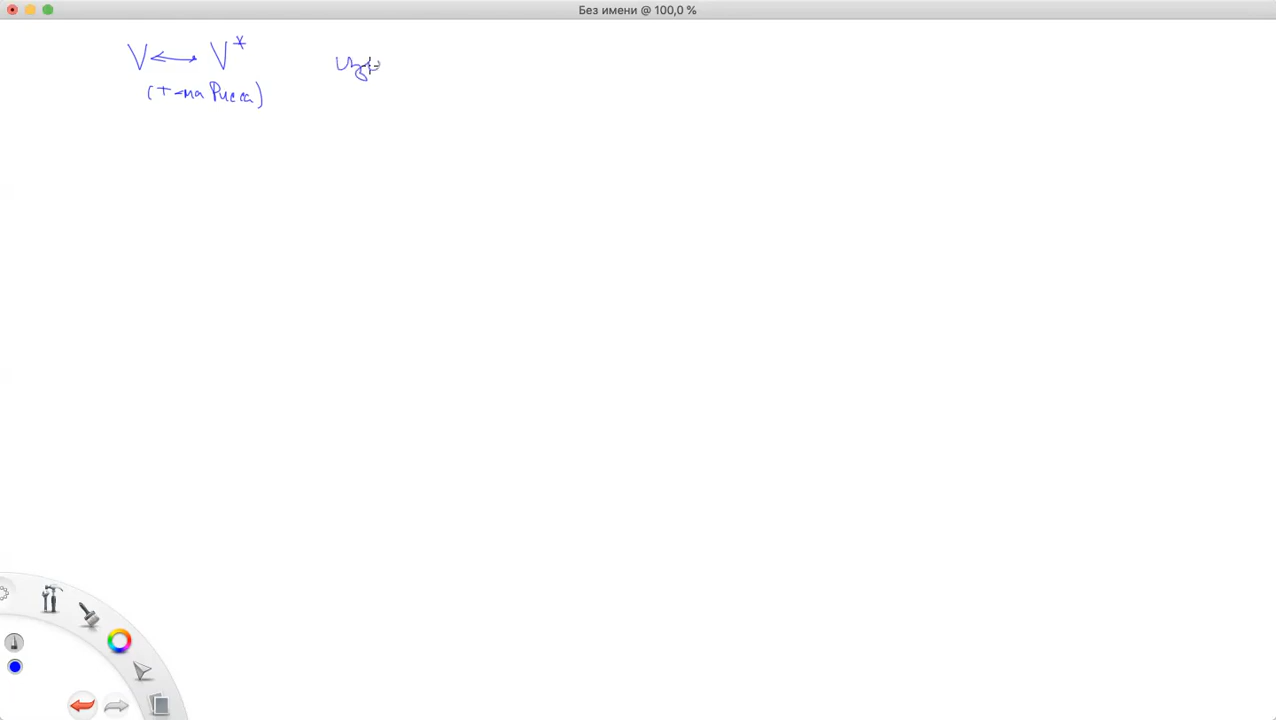 Без имени @ 100,0 %
V ↔ V*
(т-ма Рисса)